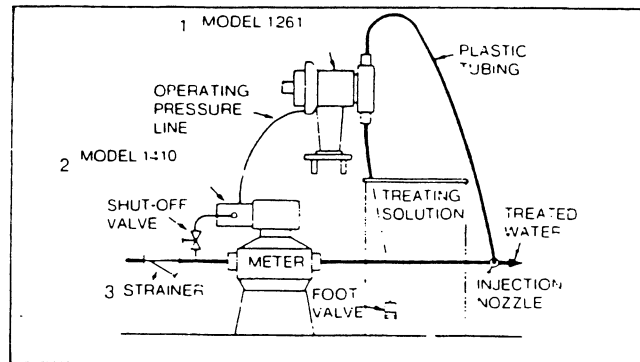 1 MODEL 1261
PLASTIC
TUBING
OPERATING
PRESSURE
LINE
2 MODEL 1410
SHUT-OFF
VALVE
TREATING
SOLUTION
TREATED
WATER
METER
3 STRAINER
FOOT
VALVE
INJECTION
NOZZLE